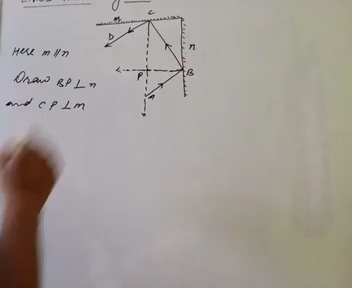 m
C
D
n
Here m || n
P
B
Draw BP ⊥ n
A
and CP ⊥ M